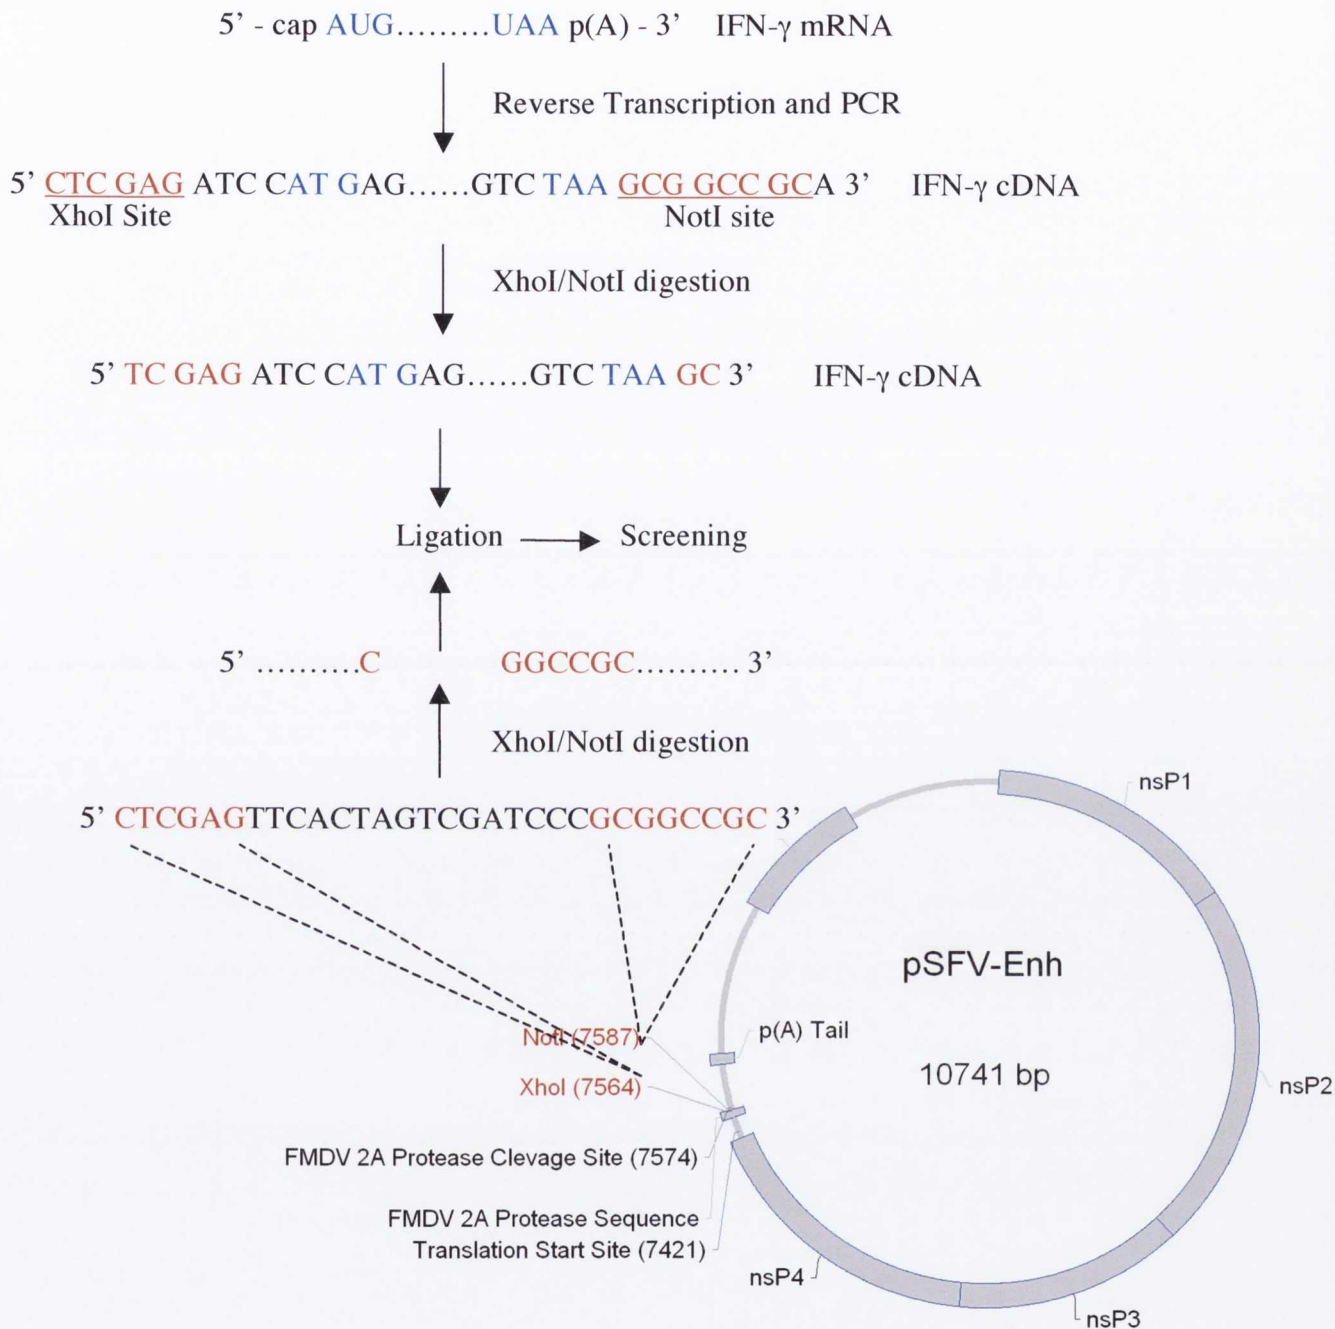 5’ - cap AUG.........UAA p(A) - 3’ IFN-γ mRNA
Reverse Transcription and PCR
5’ CTC GAG ATC CAT GAG......GTC TAA GCG GCC GCA 3’ IFN-γ cDNA
XhoI Site NotI site
XhoI/NotI digestion
5’ TC GAG ATC CAT GAG......GTC TAA GC 3’ IFN-γ cDNA
Ligation Screening
5’............C GGCCGC......... 3’
XhoI/NotI digestion
5’ CTCGAGTTCACTAGTCGATCCCGCGGCCGC 3’
nsP1
pSFV-Enh
NotI (7587)
p(A) Tail
XhoI (7564)
10741 bp
nsP2
FMDV 2A Protease Clevage Site (7574)
FMDV 2A Protease Sequence
Translation Start Site (7421)
nsP4
nsP3